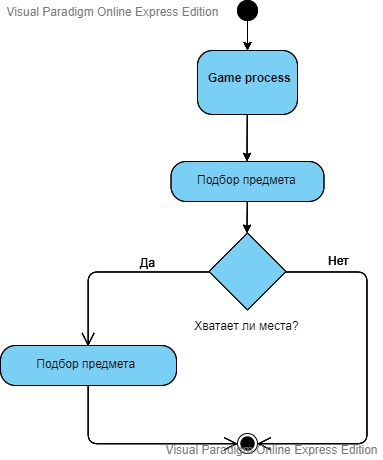 Visual Paradigm Online Express Edition
Game process
Подбор предмета
Да
Нет
Хватает ли места?
Подбор предмета
Visual Paradigm Online Express Edition